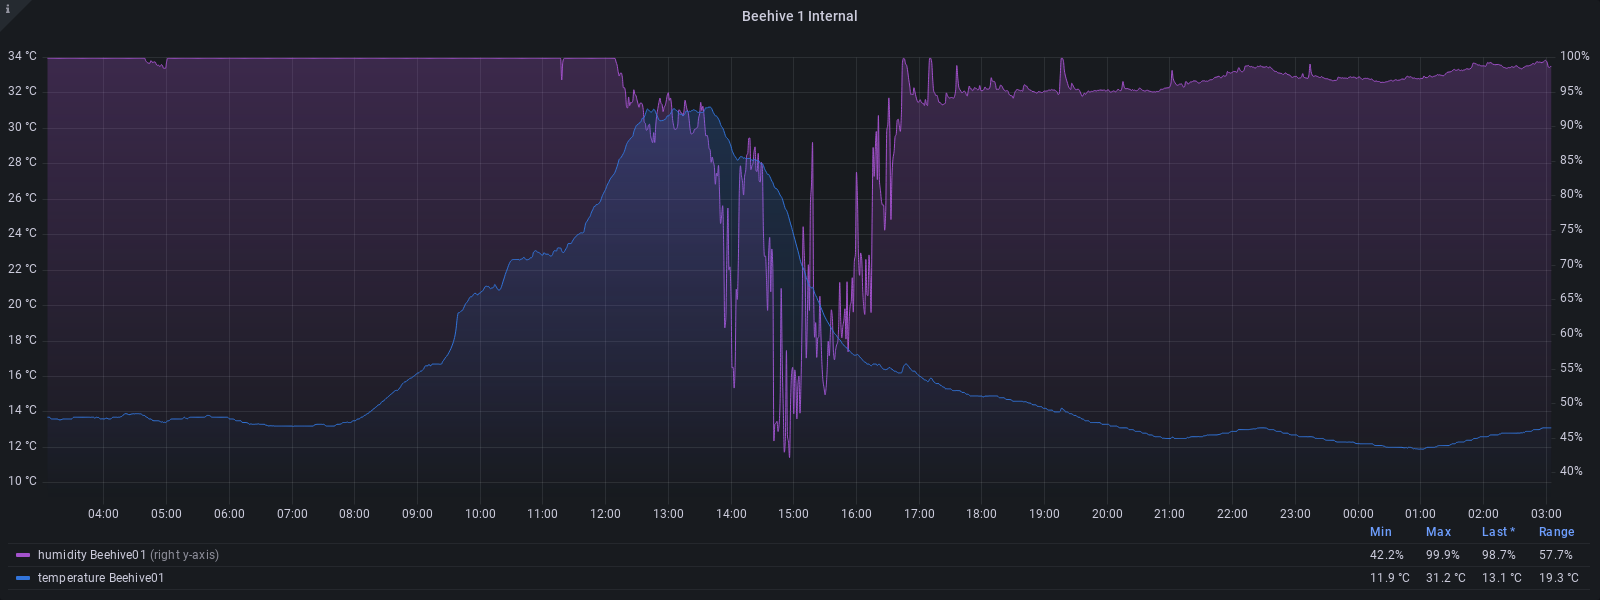 i
Beehive 1 Internal
34 °C 100%
32 °C 95%
30 °C 90%
28 °C 85%
26 °C 80%
24 °C 75%
22 °C 70%
20 °C 65%
18 °C 60%
16 °C 55%
14 °C 50%
12 °C 45%
10 °C 40%
04:00 05:00 06:00 07:00 08:00 09:00 10:00 11:00 12:00 13:00 14:00 15:00 16:00 17:00 18:00 19:00 20:00 21:00 22:00 23:00 00:00 01:00 02:00 03:00
Min Max Last * Range
humidity Beehive01 (right y-axis) 42.2% 99.9% 98.7% 57.7%
temperature Beehive01 11.9 °C 31.2 °C 13.1 °C 19.3 °C